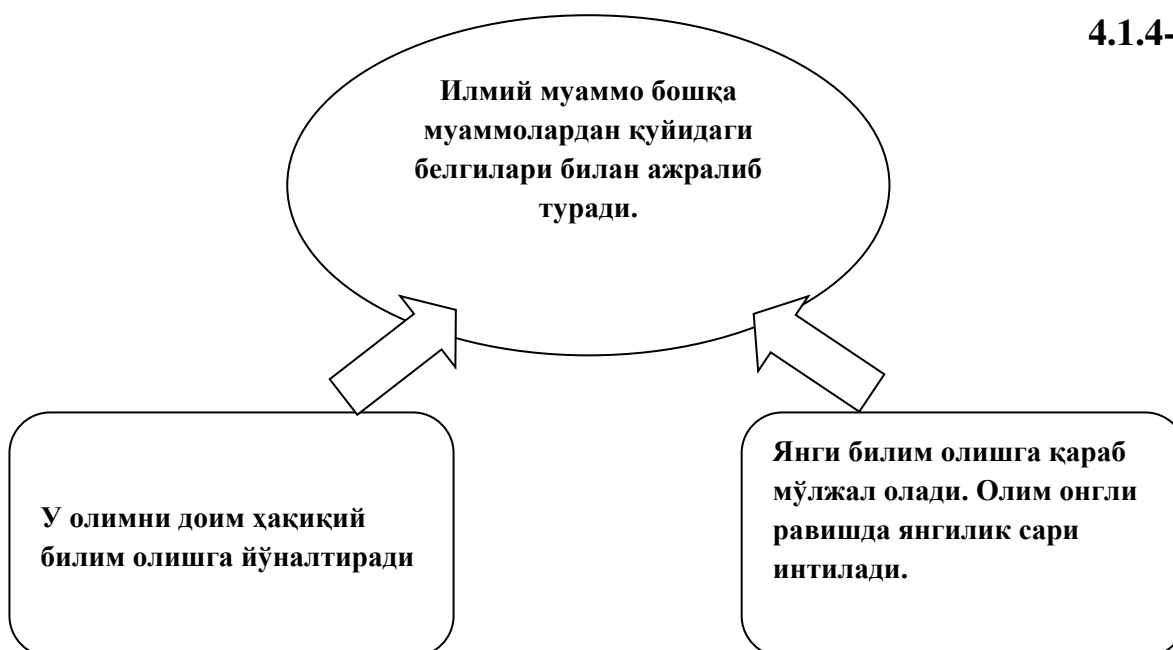 4.1.4-
Илмий муаммо бошқа
муаммолардан қуйидаги
белгилари билан ажралиб
туради.
У олимни доим ҳақиқий
билим олишга йўналтиради
Янги билим олишга қараб
мўлжал олади. Олим онгли
равишда янгилик сари
интилади.